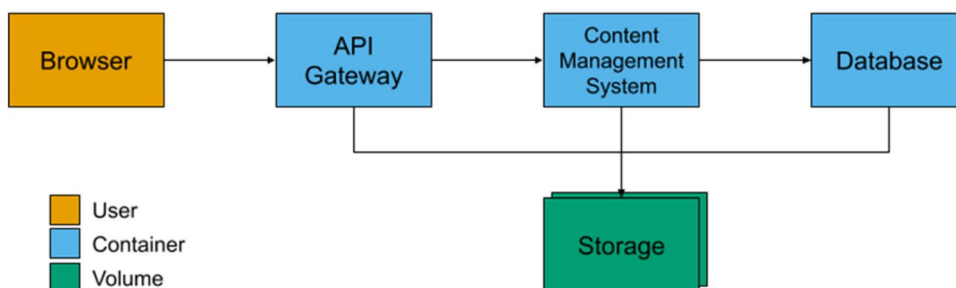 Browser
API
Gateway
Content
Management
System
Database
User
Container
Volume
Storage